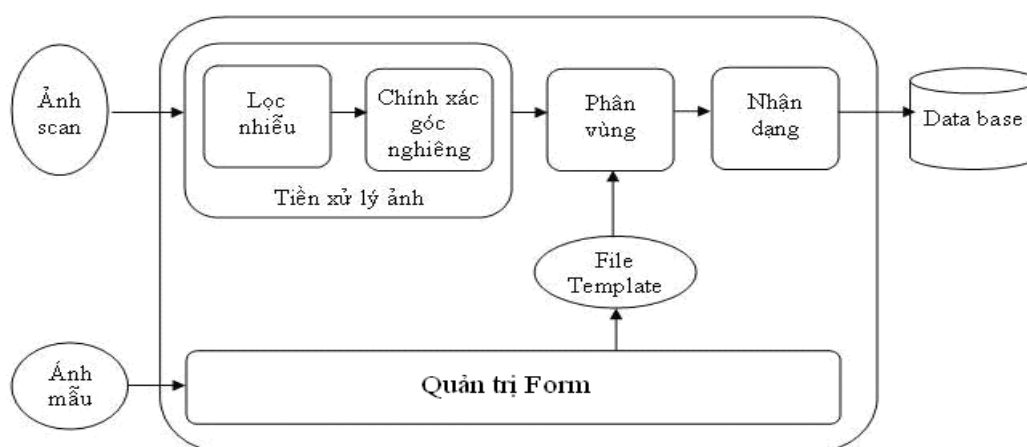 Ảnh
scan
Lọc
nhiễu
Chính xác
góc
nghiêng
Tiền xử lý ảnh
Phân
vùng
Nhận
dạng
Data base
File
Template
Ảnh
mẫu
Quản trị Form